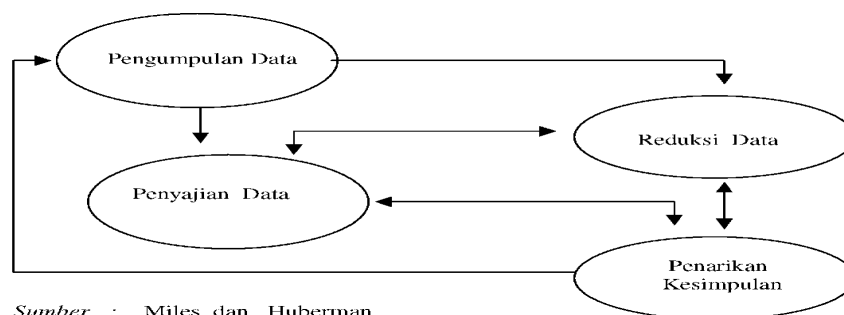 Pengumpulan Data
Reduksi Data
Penyajian Data
Penarikan
Kesimpulan
Sumber : Miles dan Huberman